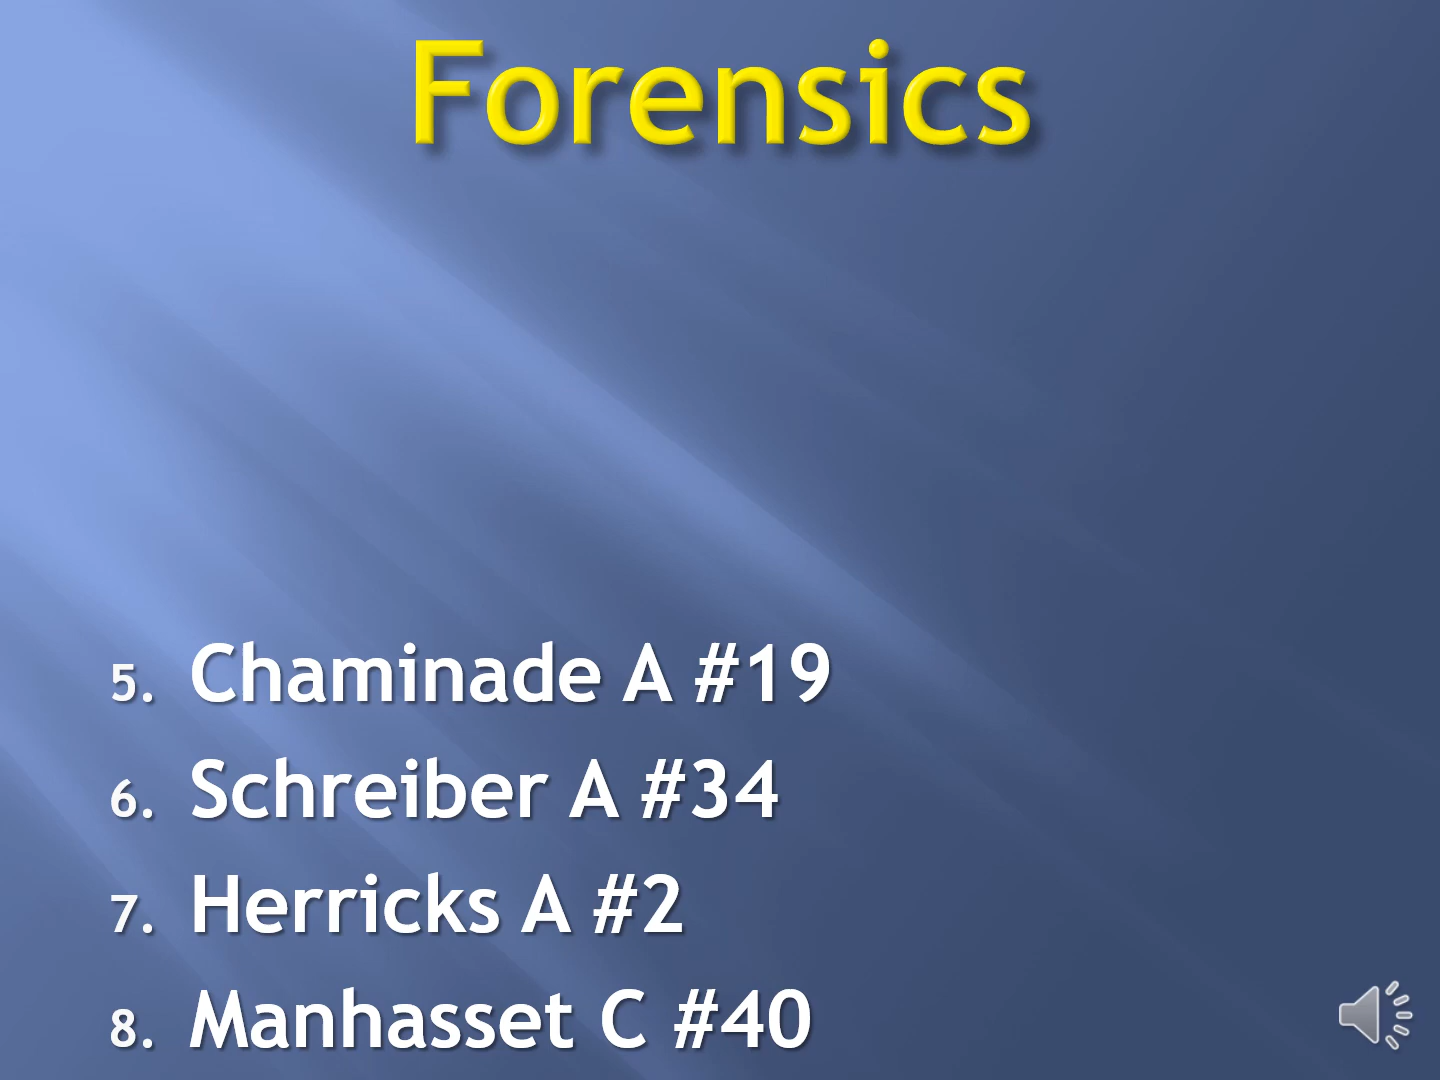 Forensics
5. Chaminade A #19
6. Schreiber A #34
7. Herricks A #2
8. Manhasset C #40